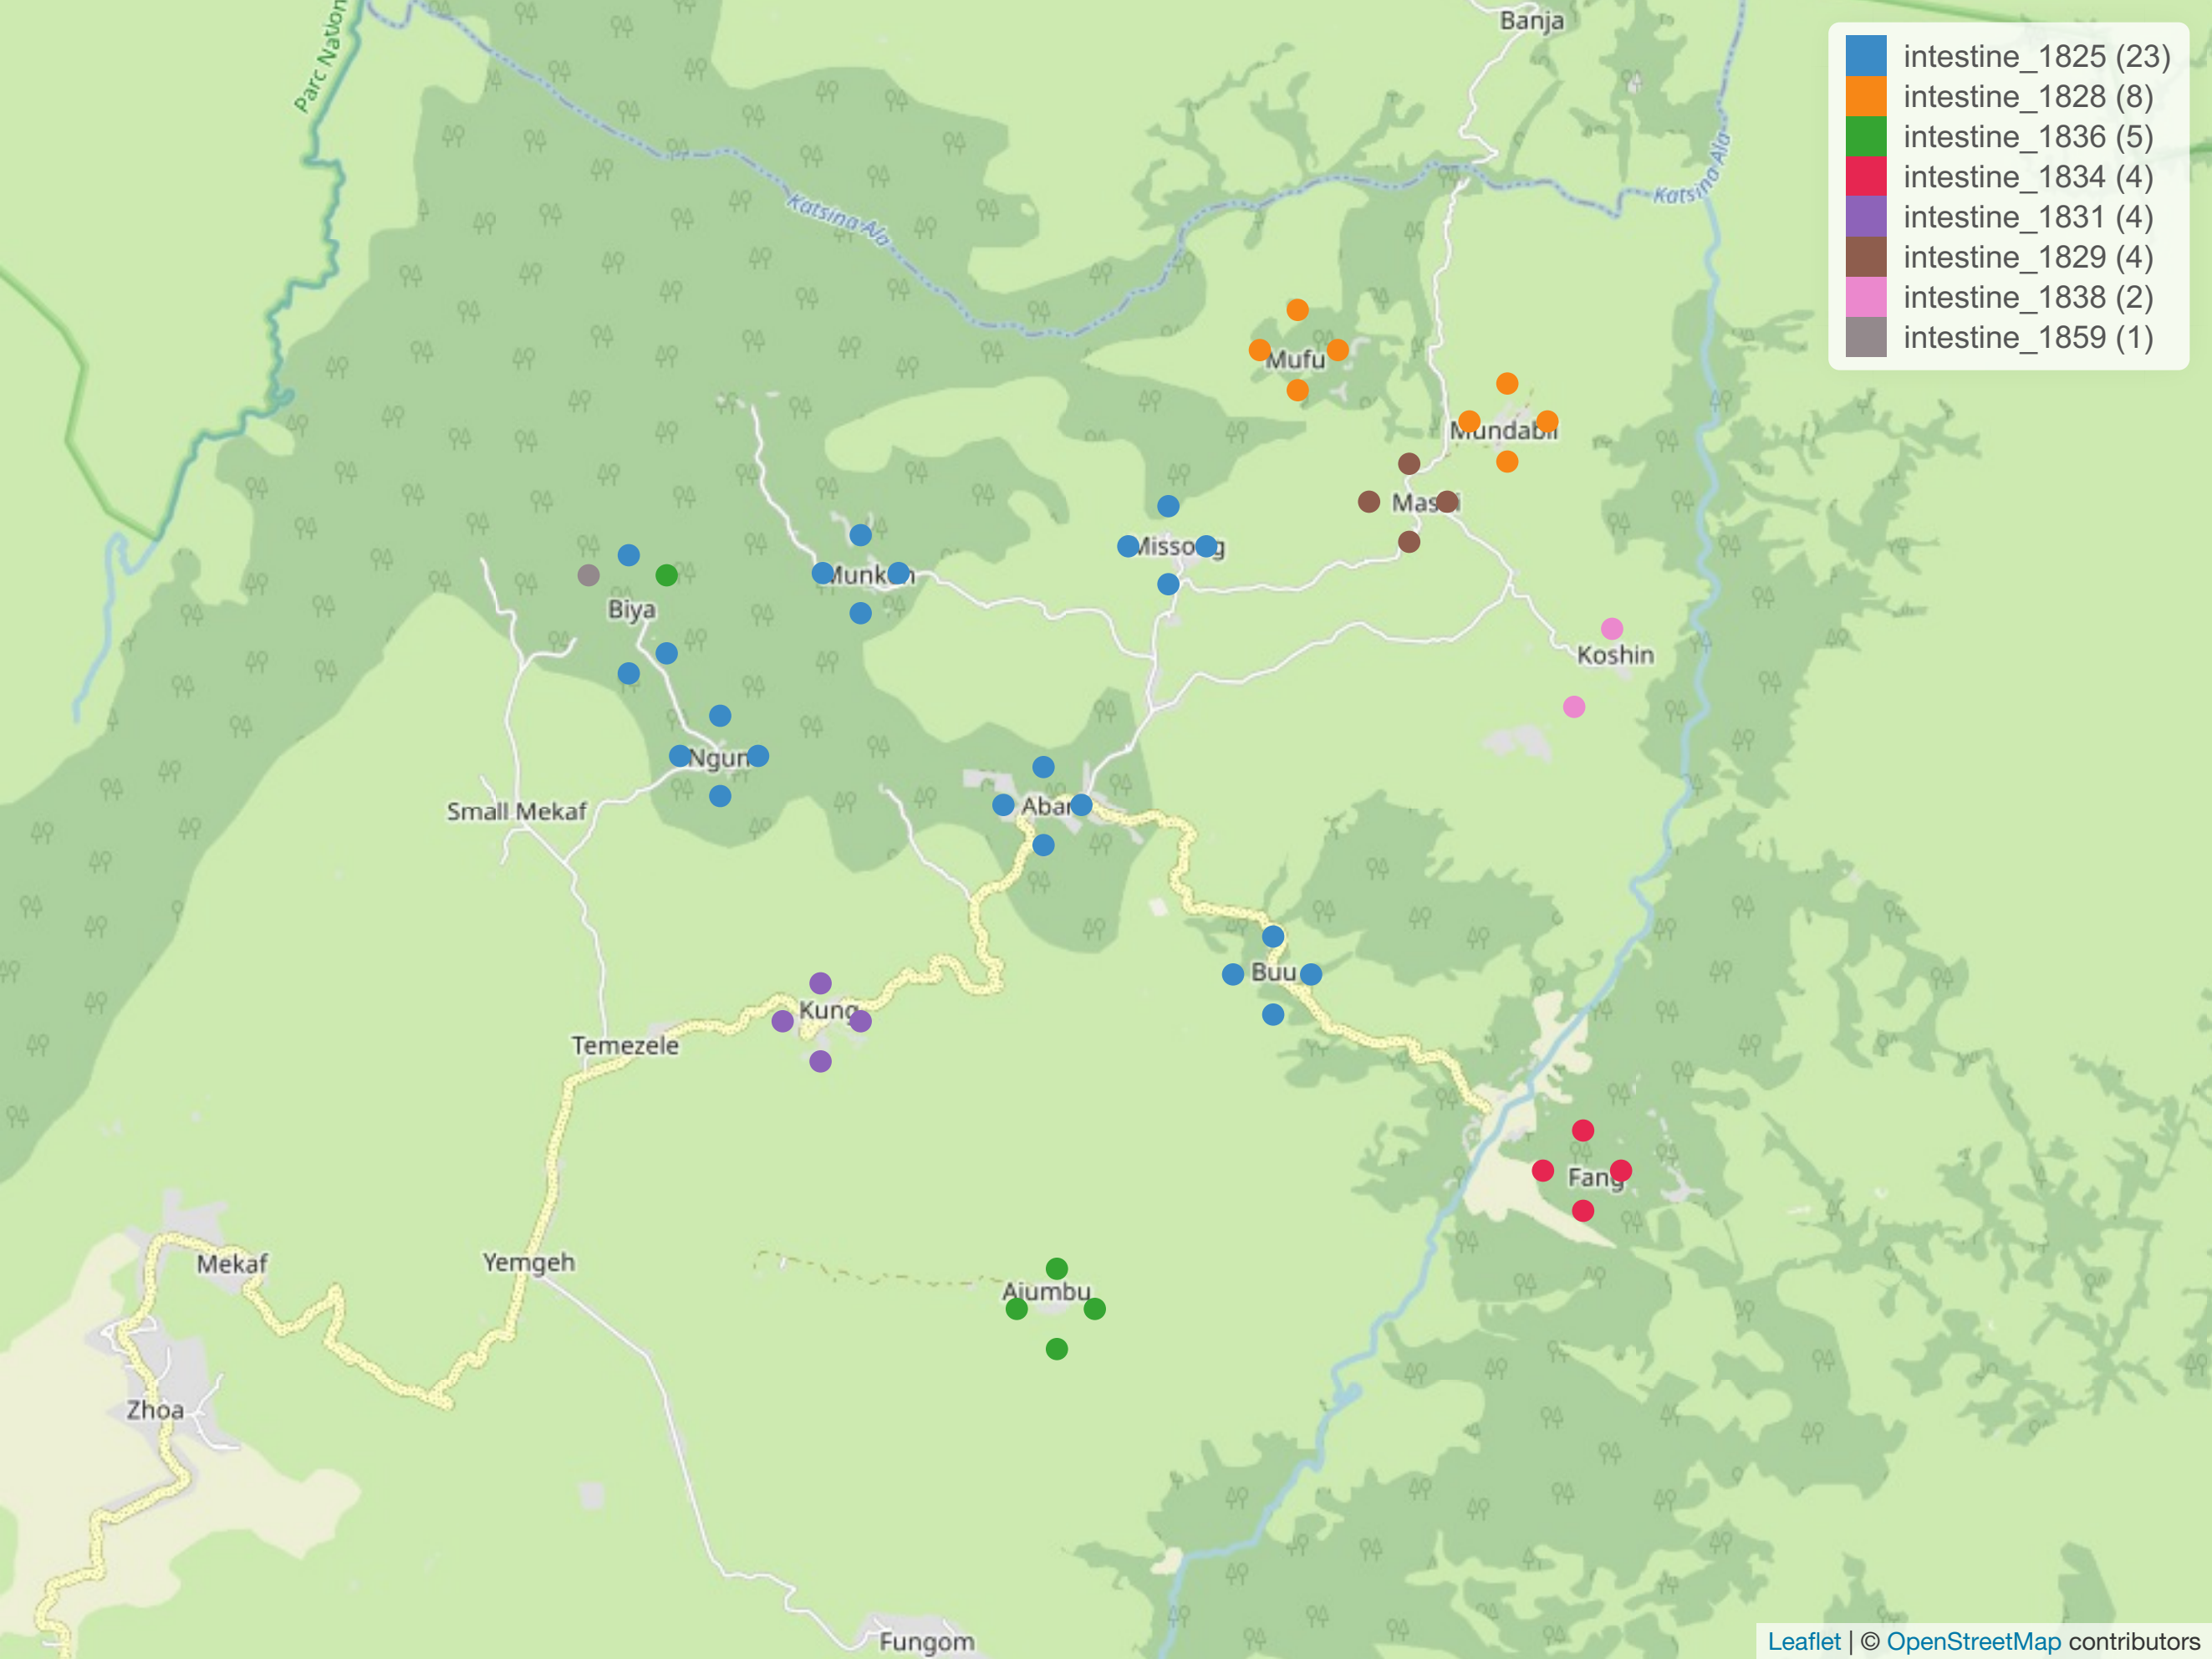 Banja
Parc Nation
intestine_1825 (23)
intestine_1828 (8)
intestine_1836 (5)
intestine_1834 (4)
intestine_1831 (4)
intestine_1829 (4)
intestine_1838 (2)
intestine_1859 (1)
Katsina Ala
Katsina Ala
Mufu
Mundabli
Missong
Biya
Koshin
Ngun
Small Mekaf
Abar
Buu
Kung
Temezele
Fang
Mekaf
Yemgeh
Ajumbu
Zhoa
Fungom
Leaflet | © OpenStreetMap contributors